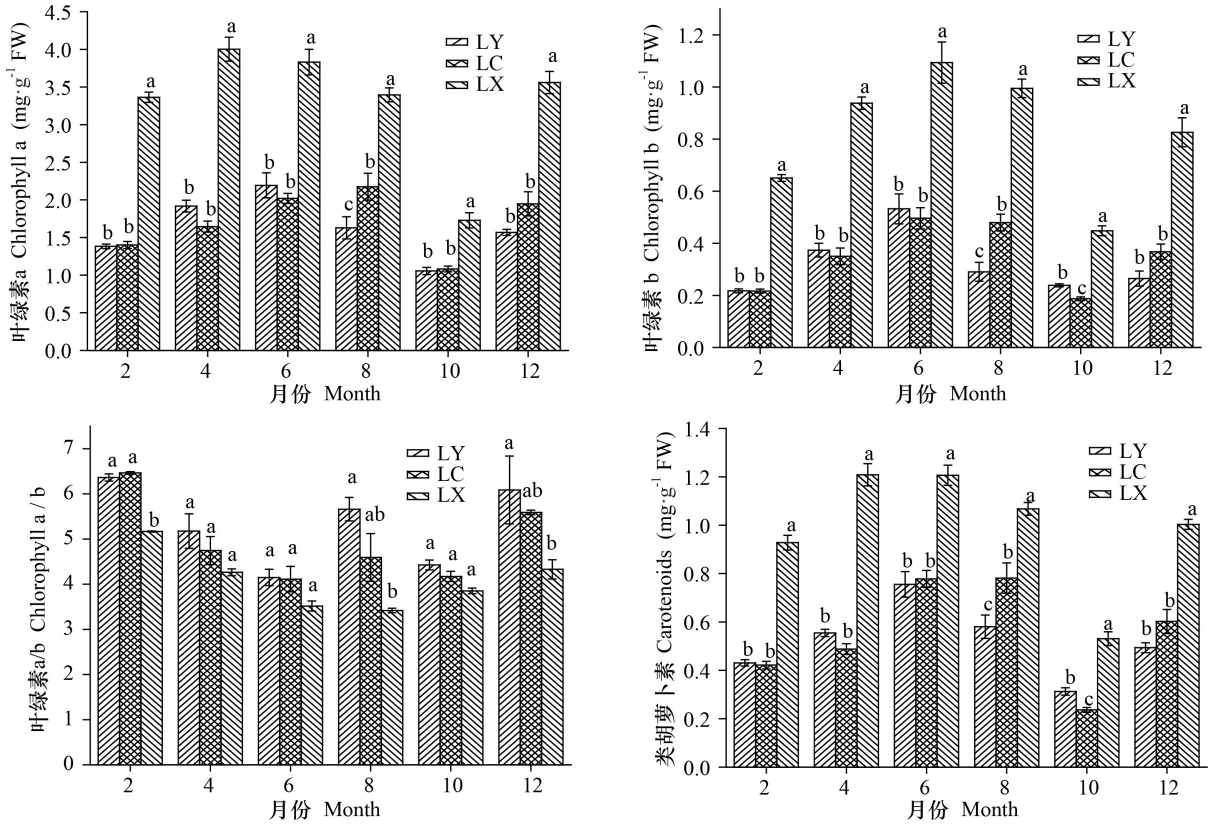 叶绿素a Chlorophyll a (mg·g⁻¹ FW)
4.5
4.0
3.5
3.0
2.5
2.0
1.5
1.0
0.5
0.0
LY
LC
LX
b b a
b b a
b b a
c b a
b b a
b b a
2 4 6 8 10 12
月份 Month
叶绿素 b Chlorophyll b (mg·g⁻¹ FW)
1.2
1.0
0.8
0.6
0.4
0.2
0.0
LY
LC
LX
b b a
b b a
b b a
c b a
b c a
b b a
2 4 6 8 10 12
月份 Month
叶绿素a/b Chlorophyll a / b
7
6
5
4
3
2
1
0
LY
LC
LX
a a b
a a a
a a a
a ab b
a a a
a ab b
2 4 6 8 10 12
月份 Month
类胡萝卜素 Carotenoids (mg·g⁻¹ FW)
1.4
1.2
1.0
0.8
0.6
0.4
0.2
0.0
LY
LC
LX
b b a
b b a
b b a
c b a
b c a
b b a
2 4 6 8 10 12
月份 Month